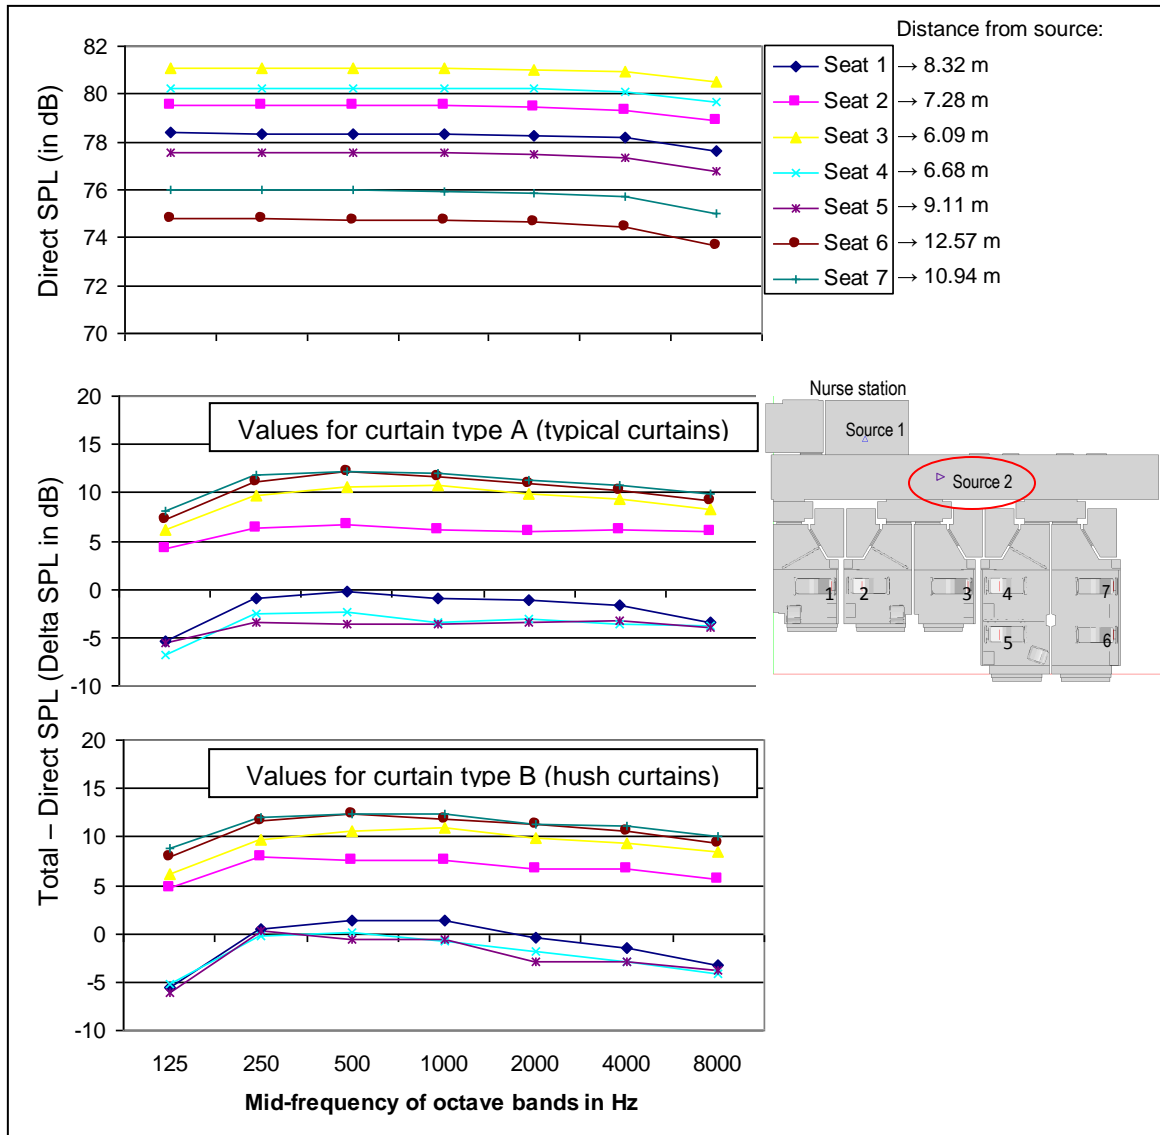 Distance from source:
Seat 1 → 8.32 m
Seat 2 → 7.28 m
Seat 3 → 6.09 m
Seat 4 → 6.68 m
Seat 5 → 9.11 m
Seat 6 → 12.57 m
Seat 7 → 10.94 m
Direct SPL (in dB)
82
80
78
76
74
72
70
Total – Direct SPL (Delta SPL in dB)
20
15
10
5
0
-5
-10
Values for curtain type A (typical curtains)
Nurse station
Source 1
Source 2
1
2
3
4
7
5
6
20
15
10
5
0
-5
-10
Values for curtain type B (hush curtains)
125 250 500 1000 2000 4000 8000
Mid-frequency of octave bands in Hz